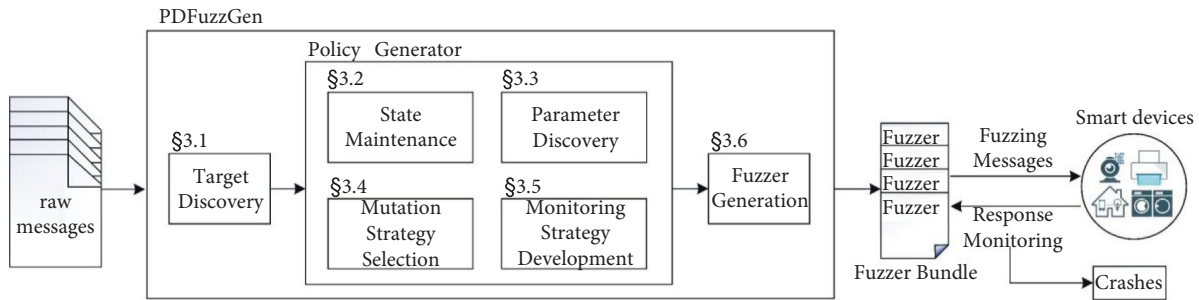 PDFuzzGen
Policy Generator
§3.2
State
Maintenance
§3.3
Parameter
Discovery
§3.1
Target
Discovery
§3.4
Mutation
Strategy
Selection
§3.5
Monitoring
Strategy
Development
§3.6
Fuzzer
Generation
raw
messages
Fuzzer
Fuzzer
Fuzzer
Fuzzer
Fuzzer Bundle
Fuzzing
Messages
Response
Monitoring
Smart devices
Crashes